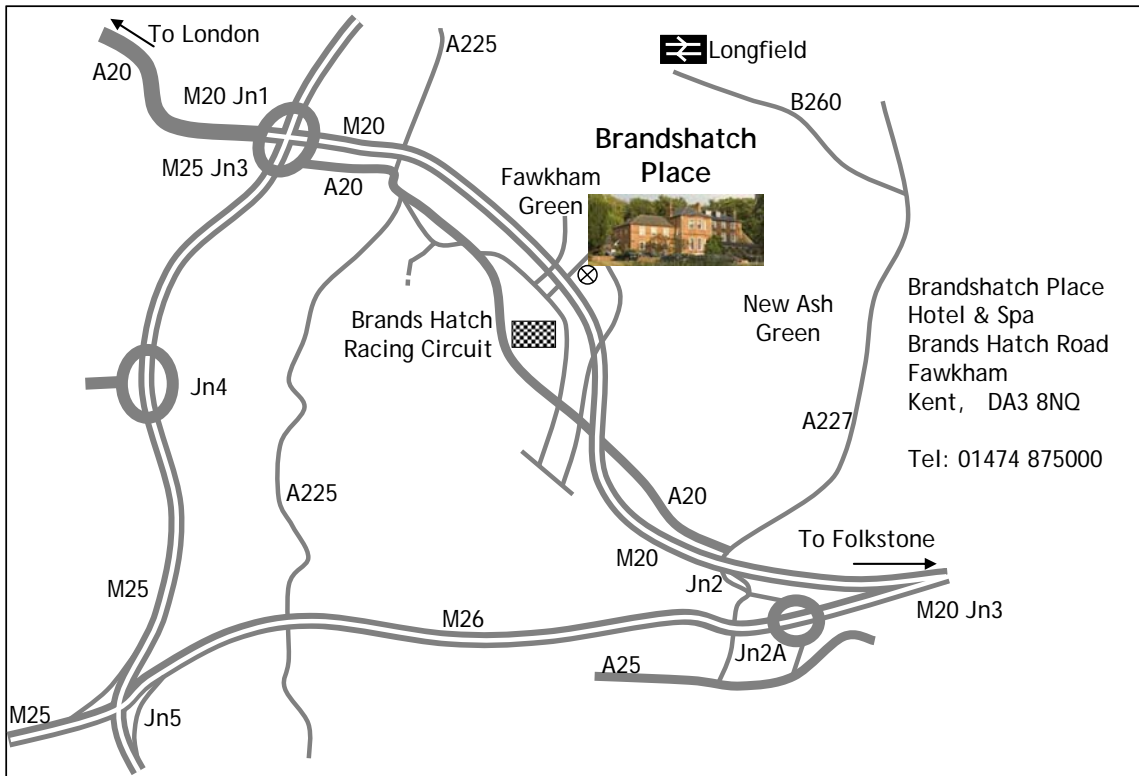 To London
A20
A225
Longfield
M20 Jn1
M20
B260
Brandshatch
Place
M25 Jn3
A20
Fawkham
Green
Brands Hatch
Racing Circuit
New Ash
Green
Brandshatch Place
Hotel & Spa
Brands Hatch Road
Fawkham
Kent,  DA3 8NQ
Tel: 01474 875000
Jn4
A227
A225
A20
To Folkstone
M20
Jn2
M25
M26
M20 Jn3
Jn2A
A25
M25
Jn5